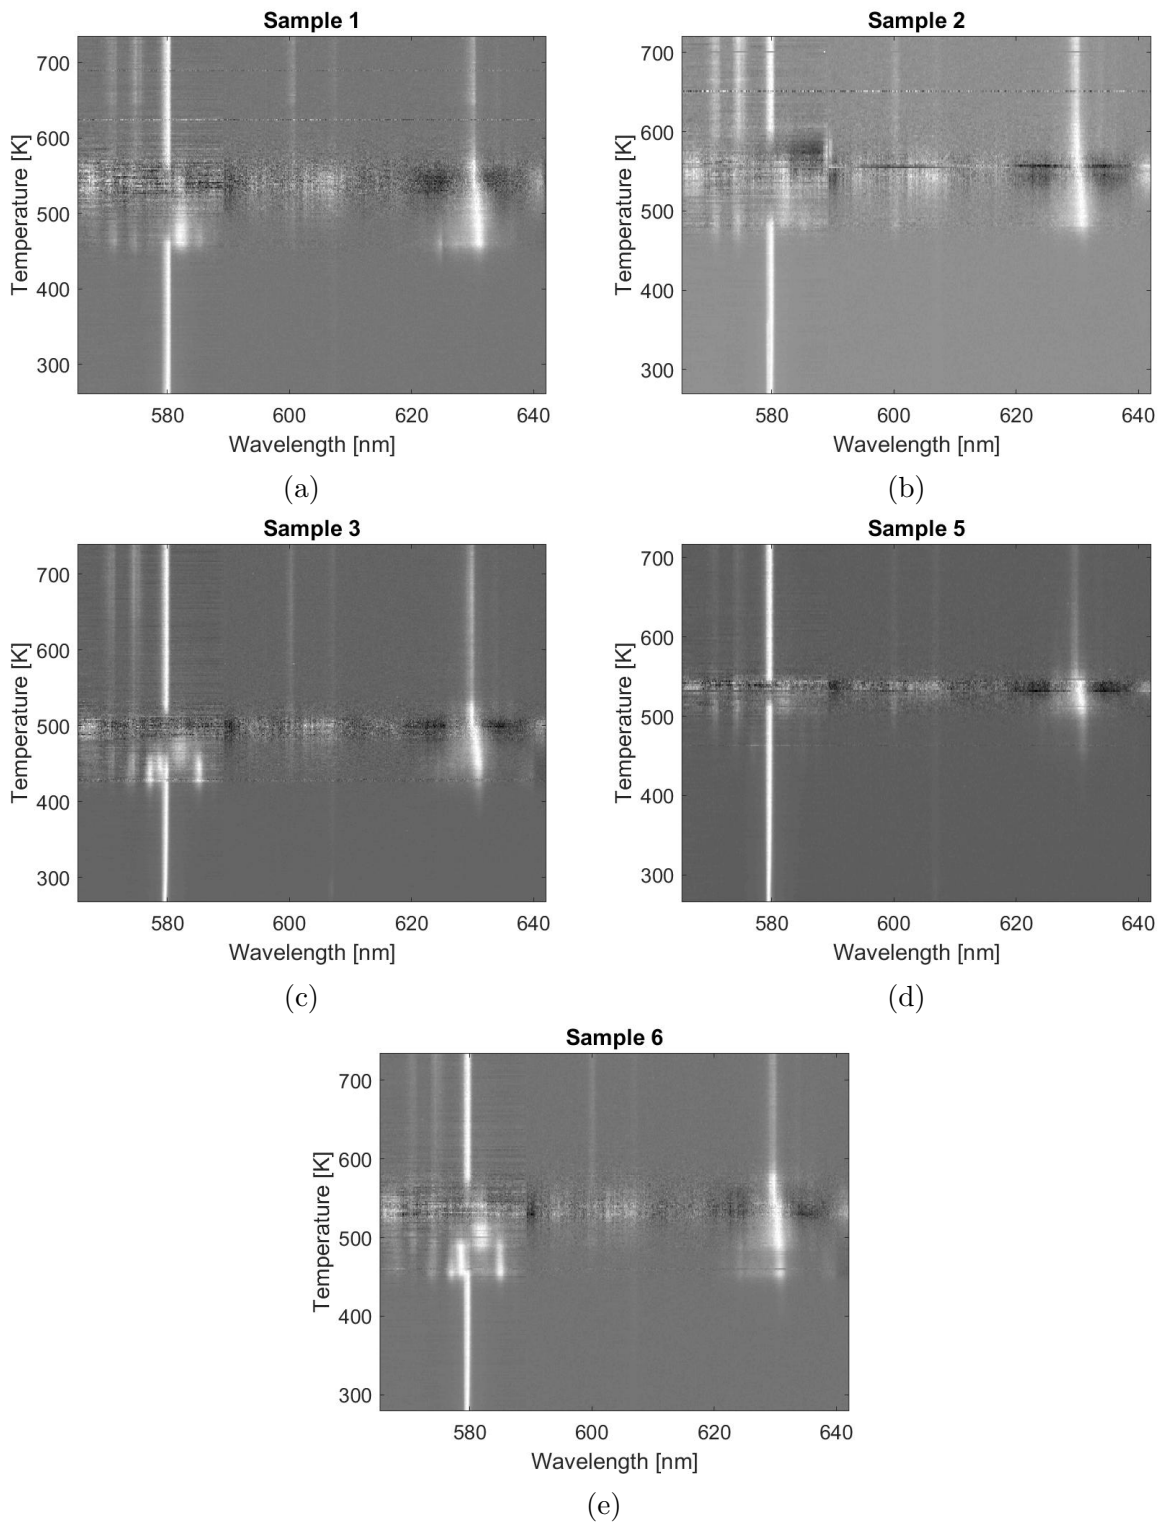 Sample 1
Sample 2
Temperature [K]
700
600
500
400
300
580
600
620
640
Wavelength [nm]
(a)
Temperature [K]
700
600
500
400
300
580
600
620
640
Wavelength [nm]
(b)
Sample 3
Sample 5
Temperature [K]
700
600
500
400
300
580
600
620
640
Wavelength [nm]
(c)
Temperature [K]
700
600
500
400
300
580
600
620
640
Wavelength [nm]
(d)
Sample 6
Temperature [K]
700
600
500
400
300
580
600
620
640
Wavelength [nm]
(e)